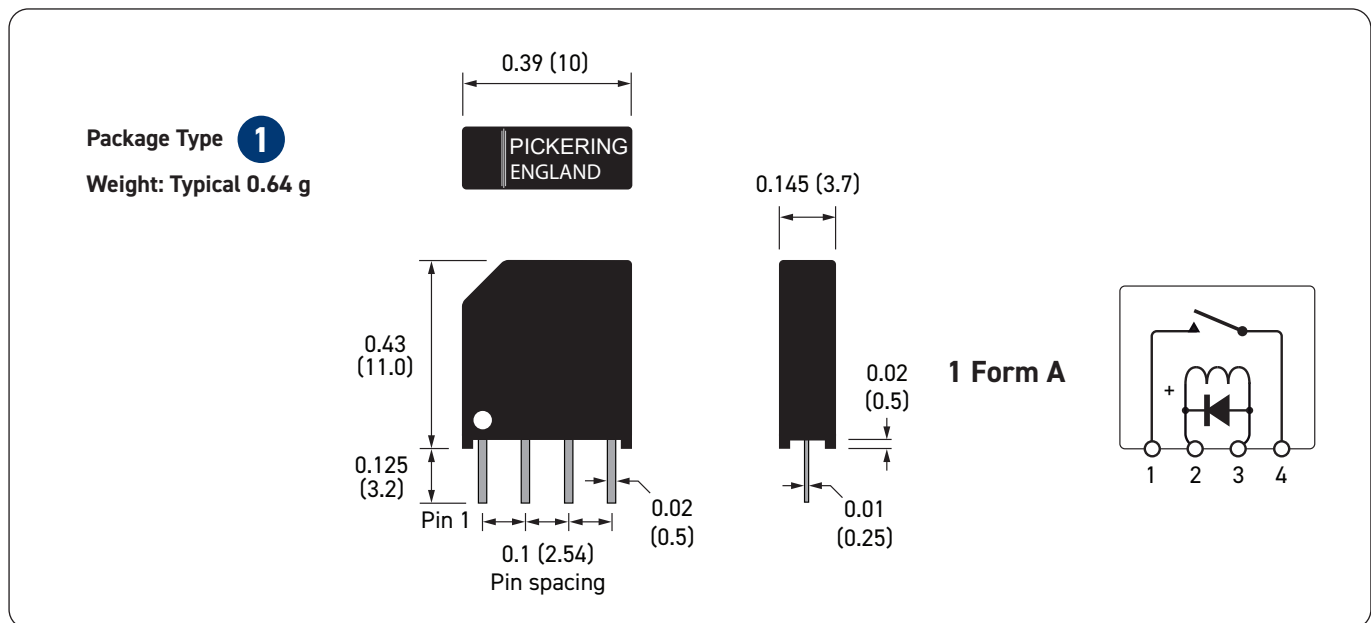 0.39 (10)
Package Type 1
PICKERING
ENGLAND
Weight: Typical 0.64 g
0.145 (3.7)
0.43
(11.0)
0.02
(0.5)
1 Form A
+
1 2 3 4
0.125
(3.2)
Pin 1
0.02
(0.5)
0.01
(0.25)
0.1 (2.54)
Pin spacing